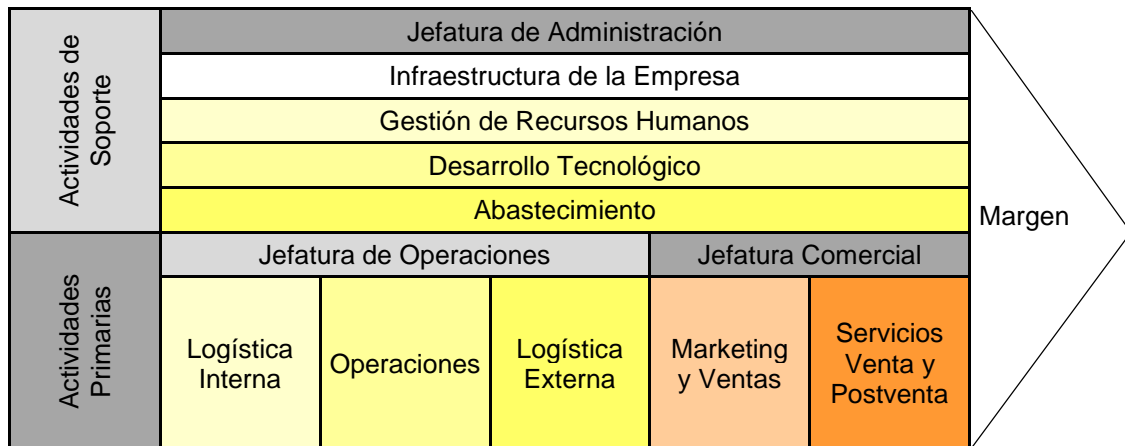 Actividades de
Soporte
Jefatura de Administración
Infraestructura de la Empresa
Gestión de Recursos Humanos
Desarrollo Tecnológico
Abastecimiento
Margen
Actividades
Primarias
Jefatura de Operaciones
Jefatura Comercial
Logística
Interna
Operaciones
Logística
Externa
Marketing
y Ventas
Servicios
Venta y
Postventa